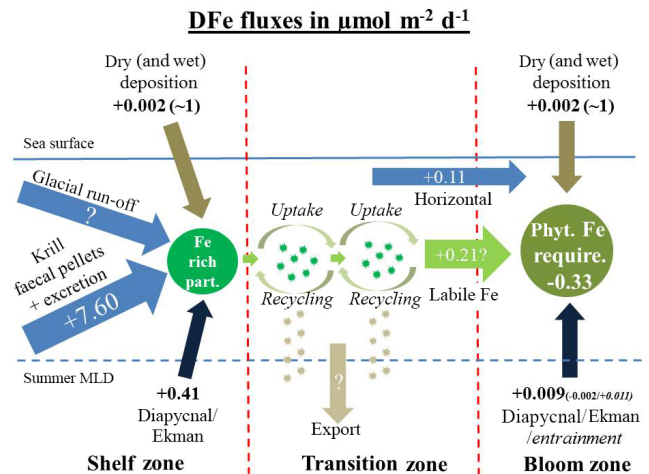 DFe fluxes in µmol m⁻² d⁻¹
Dry (and wet)
deposition
+0.002 (~1)
Dry (and wet)
deposition
+0.002 (~1)
Sea surface
Glacial run-off
?
+0.11
Horizontal
Krill
faecal pellets
+ excretion
+7.60
Fe
rich
part.
Uptake
Uptake
Recycling
Recycling
+0.21?
Labile Fe
Phyt. Fe
require.
-0.33
Summer MLD
?
Export
+0.41
Diapycnal/
Ekman
+0.009(-0.002/+0.011)
Diapycnal/Ekman
/entrainment
Shelf zone
Transition zone
Bloom zone